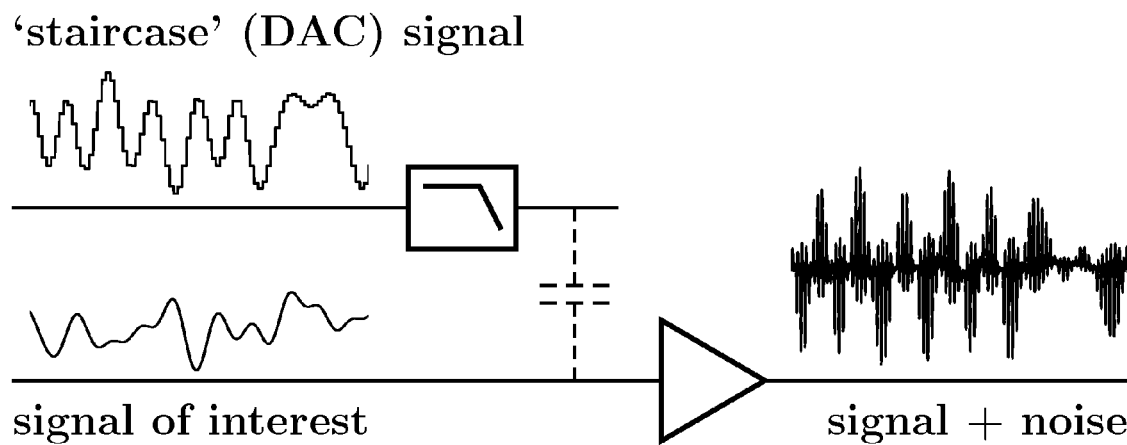 ‘staircase’ (DAC) signal
signal of interest
signal + noise